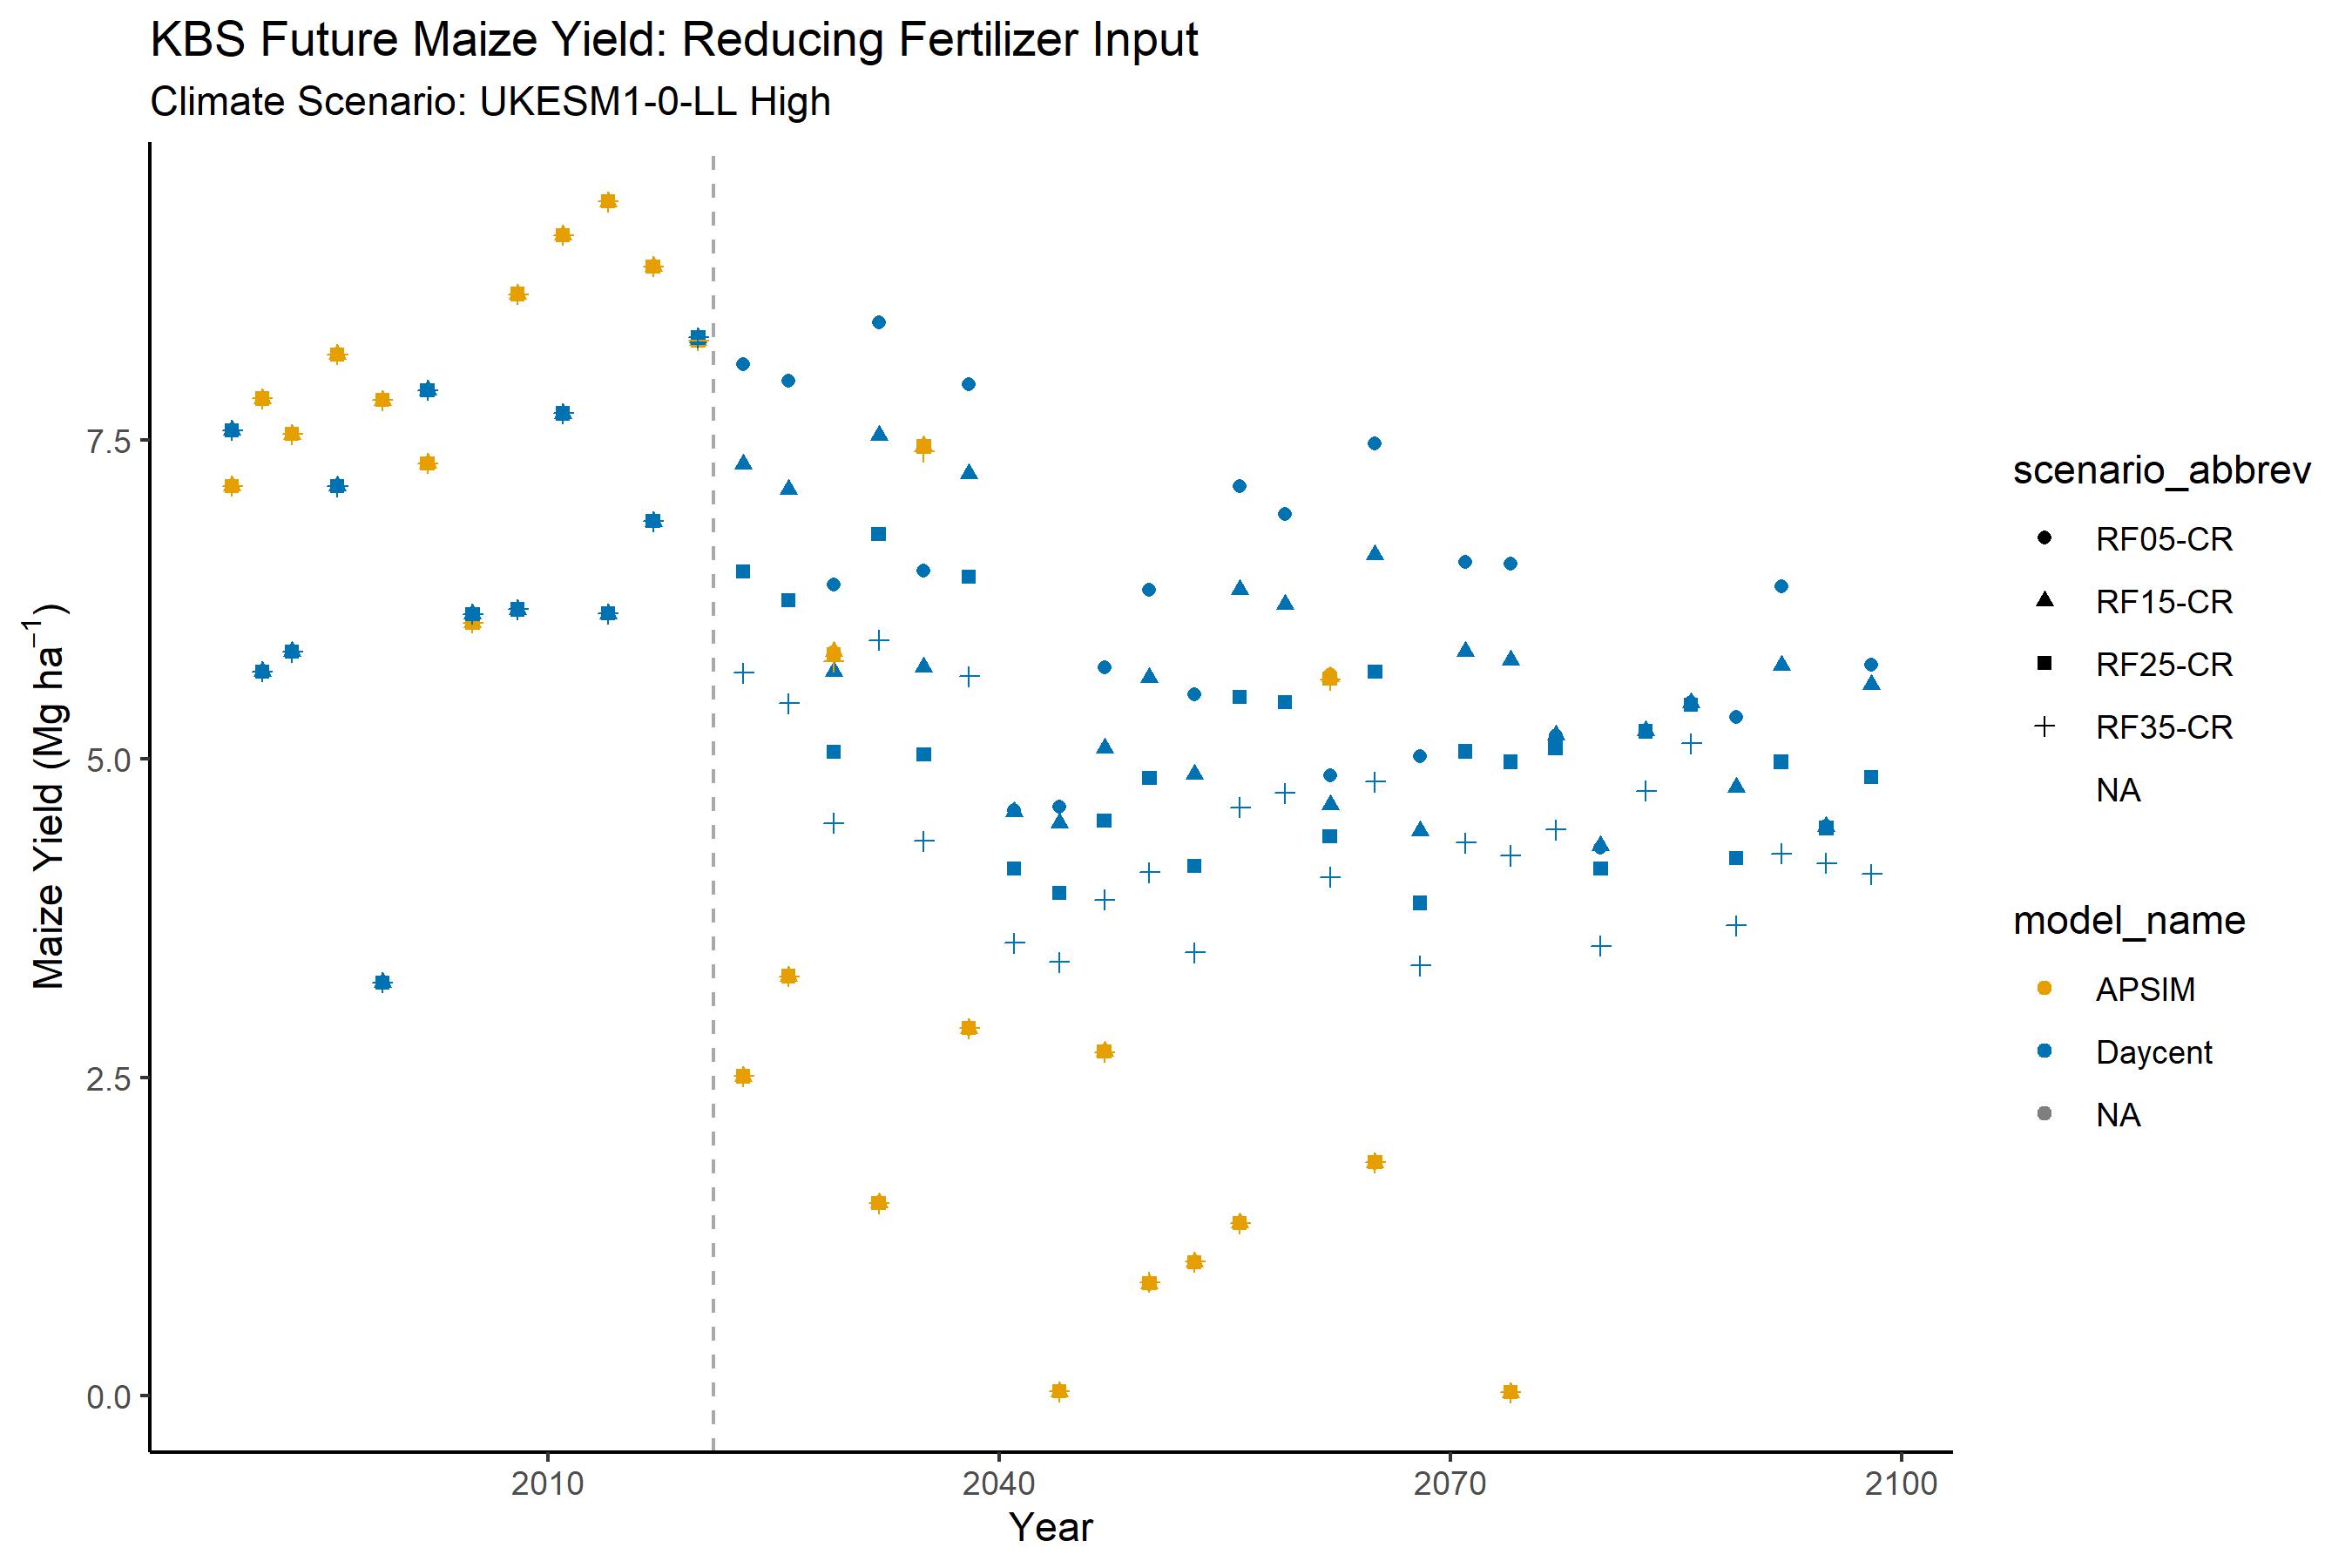 KBS Future Maize Yield: Reducing Fertilizer Input
Climate Scenario: UKESM1-0-LL High
Maize Yield (Mg ha⁻¹)
7.5
5.0
2.5
0.0
2010
2040
2070
2100
Year
scenario_abbrev
RF05-CR
RF15-CR
RF25-CR
RF35-CR
NA
model_name
APSIM
Daycent
NA